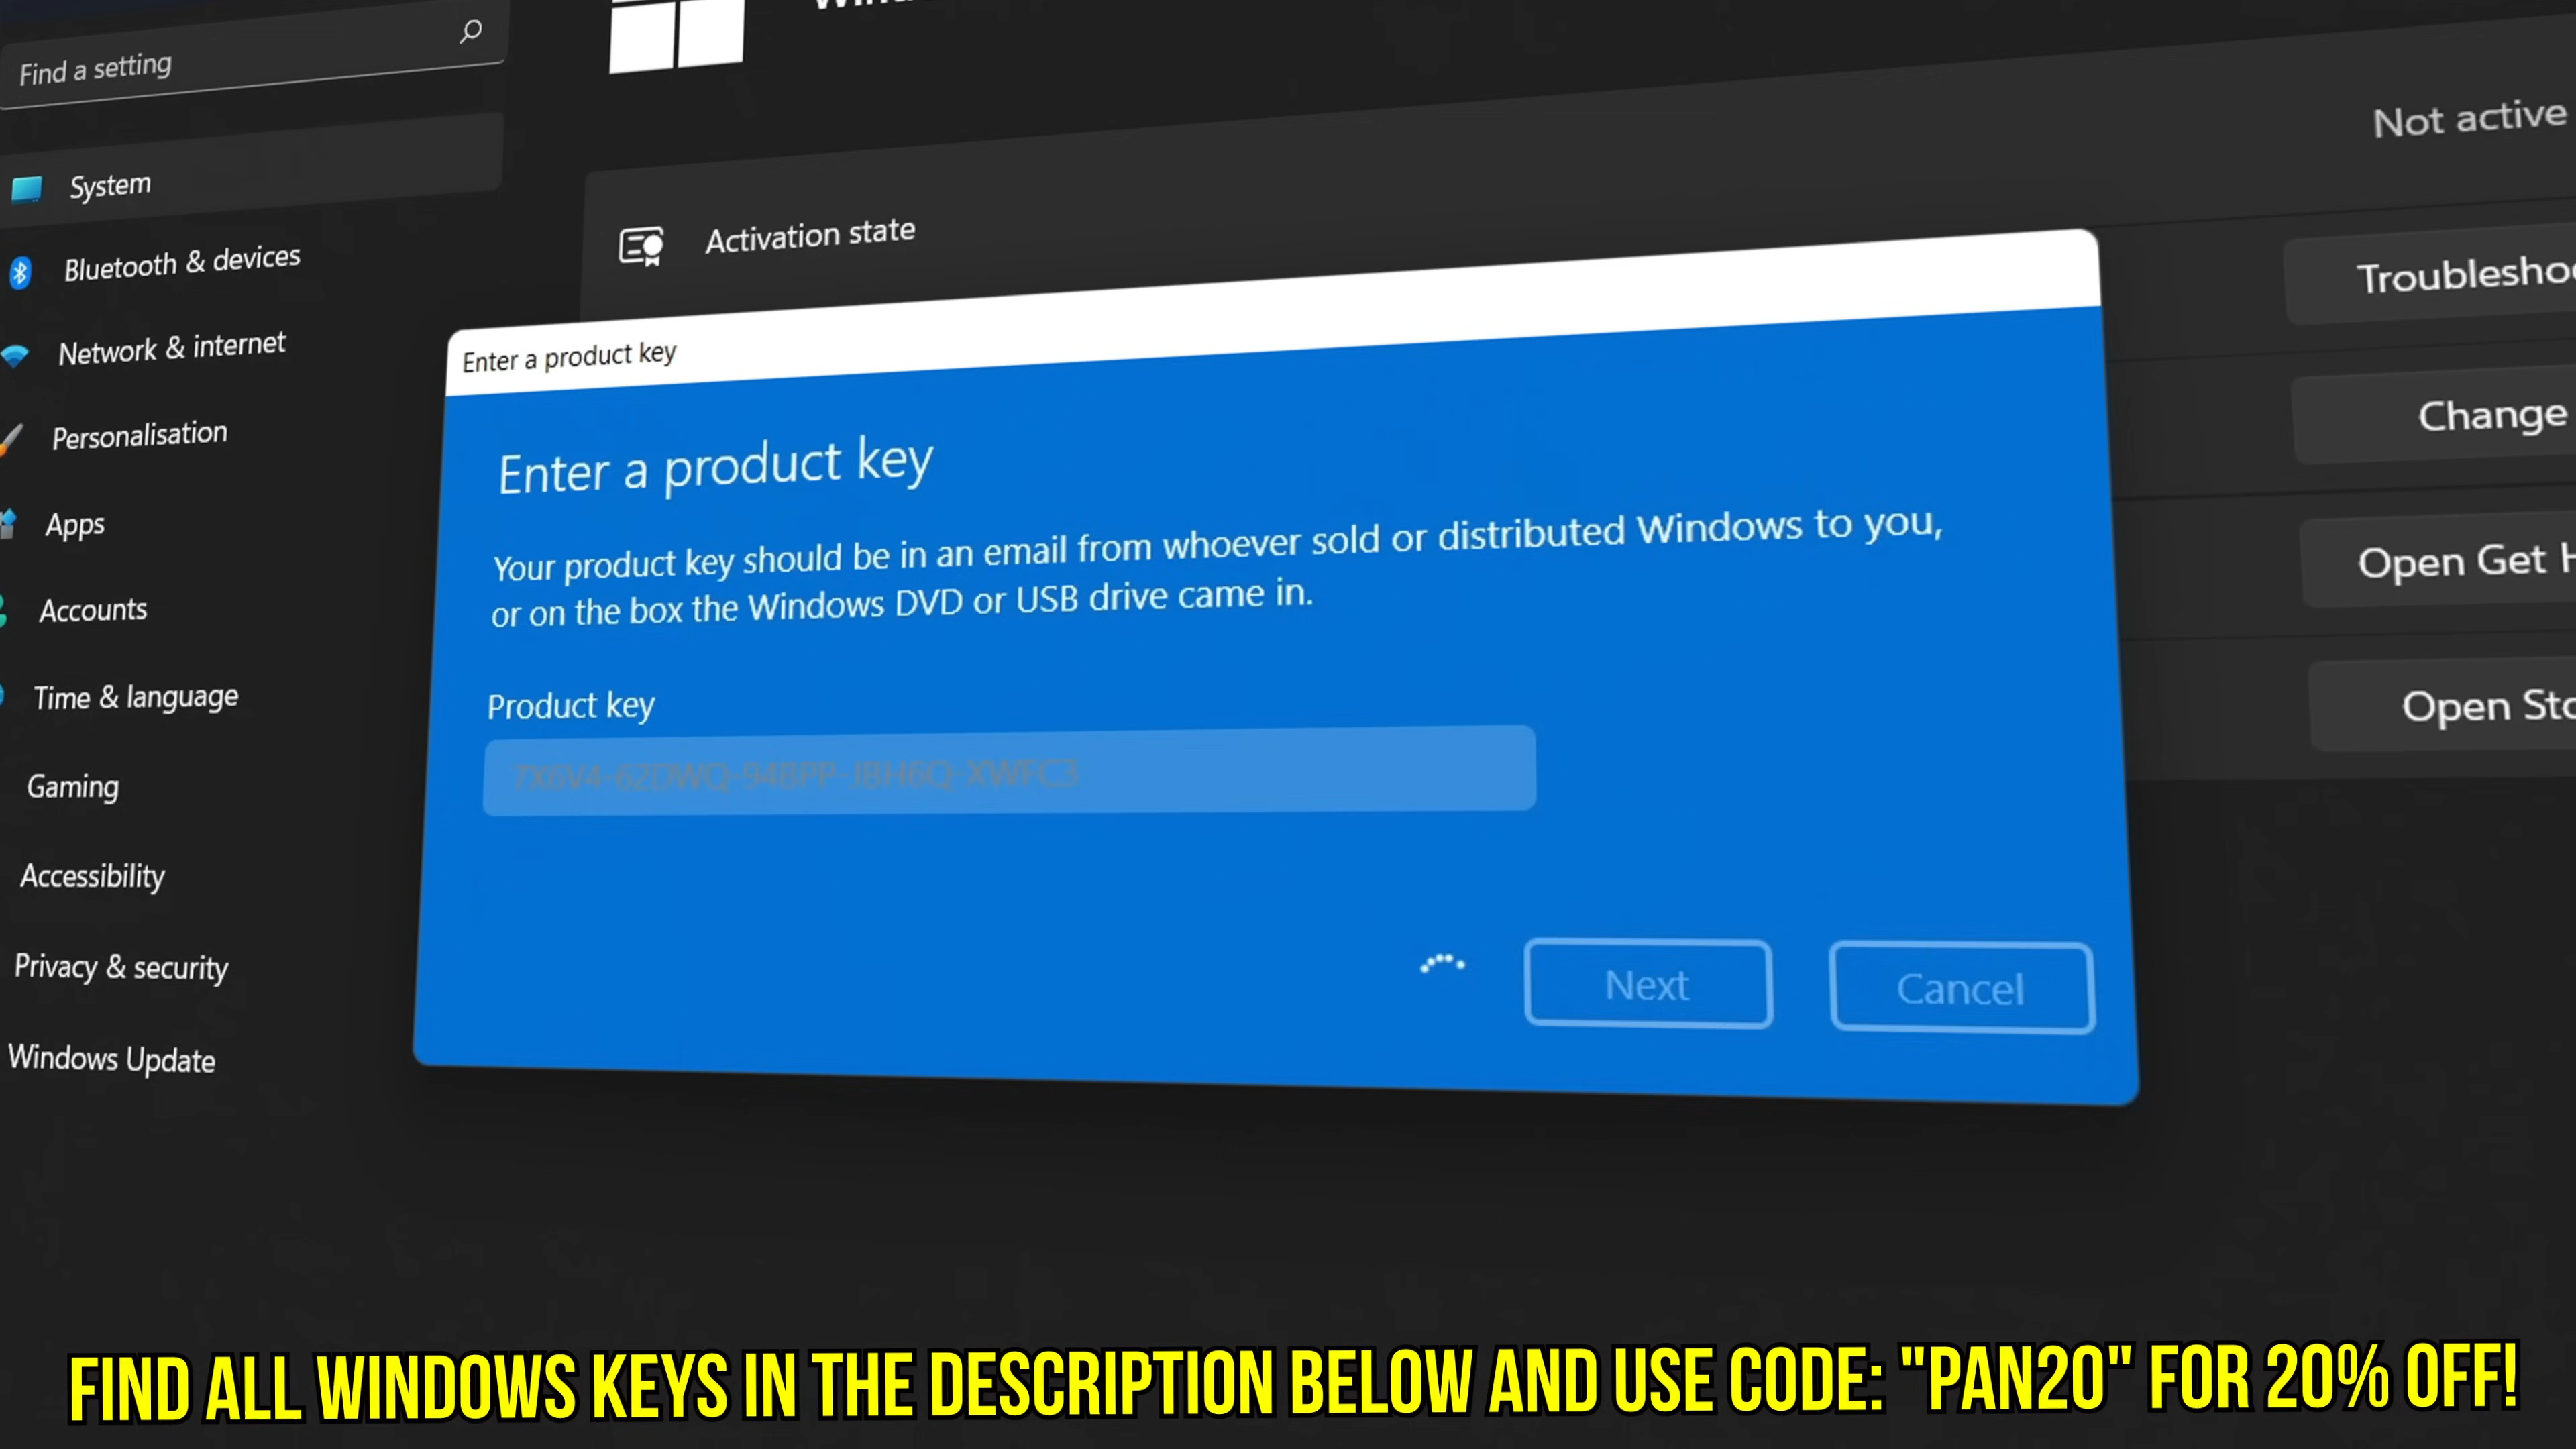 Find a setting
System
Bluetooth & devices
Network & internet
Personalisation
Apps
Accounts
Time & language
Gaming
Accessibility
Privacy & security
Windows Update
Activation state
Not active
Change
Open Get
Open
Enter a product key
Enter a product key
Your product key should be in an email from whoever sold or distributed Windows to you,
or on the box the Windows DVD or USB drive came in.
Product key
Next
Cancel
FIND ALL WINDOWS KEYS IN THE DESCRIPTION BELOW AND USE CODE: "PAN20" FOR 20% OFF!